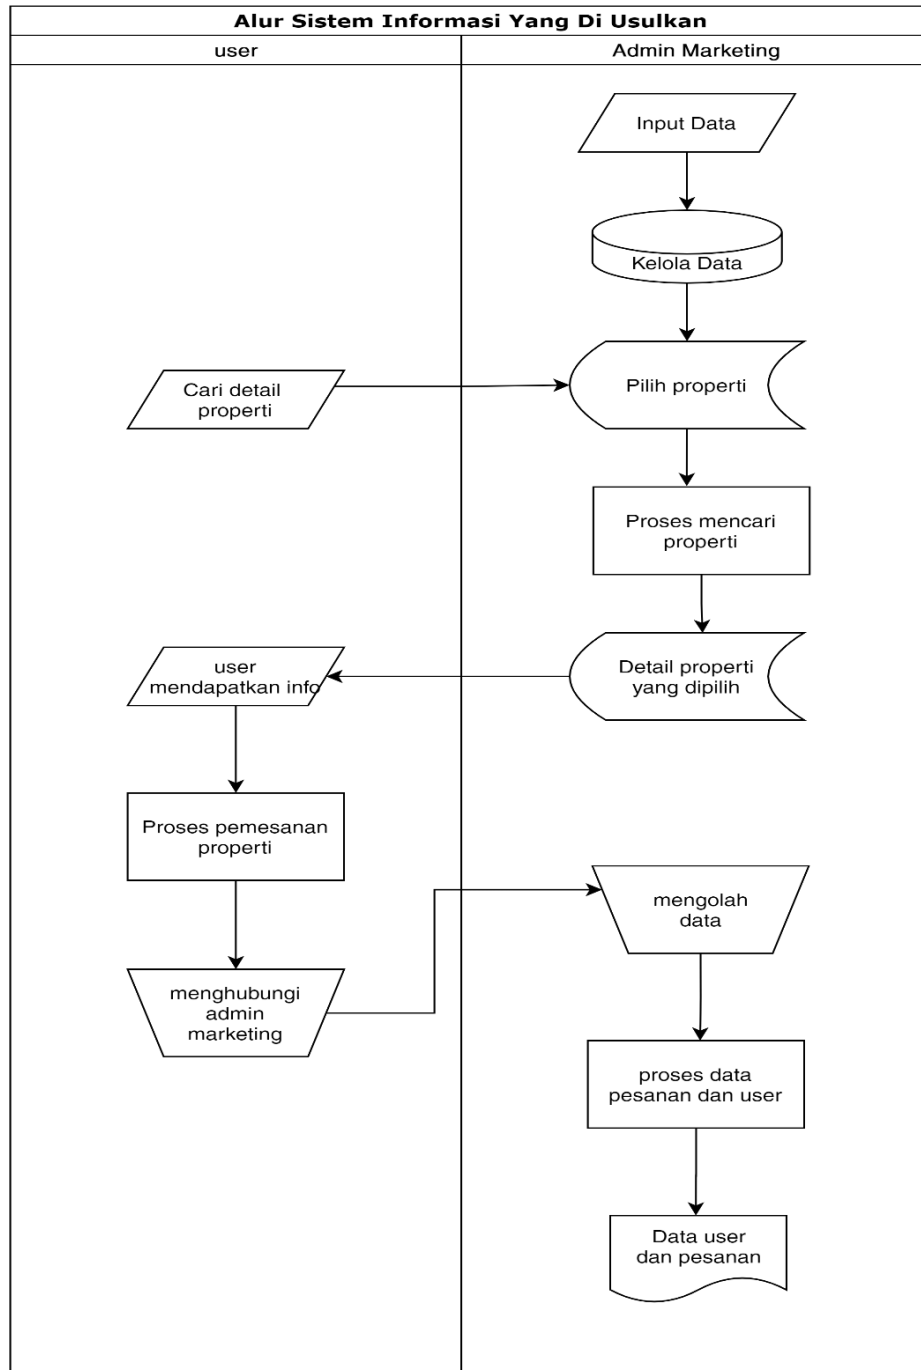 Alur Sistem Informasi Yang Di Usulkan
user
Admin Marketing
Input Data
Kelola Data
Cari detail
properti
Pilih properti
Proses mencari
properti
user
mendapatkan info
Detail properti
yang dipilih
Proses pemesanan
properti
mengolah
data
menghubungi
admin
marketing
proses data
pesanan dan user
Data user
dan pesanan